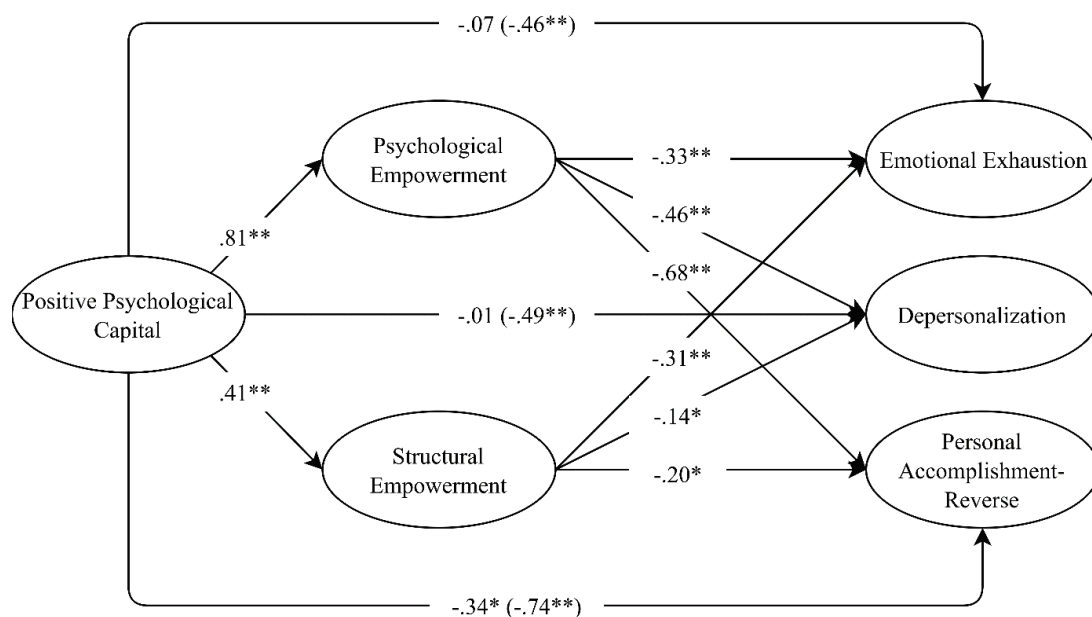 -.07 (-.46**)
Psychological
Empowerment
-.33**
Emotional Exhaustion
-.46**
.81**
-.68**
Positive Psychological
Capital
-.01 (-.49**)
Depersonalization
-.31**
.41**
-.14*
Structural
Empowerment
-.20*
Personal
Accomplishment-
Reverse
-.34* (-.74**)